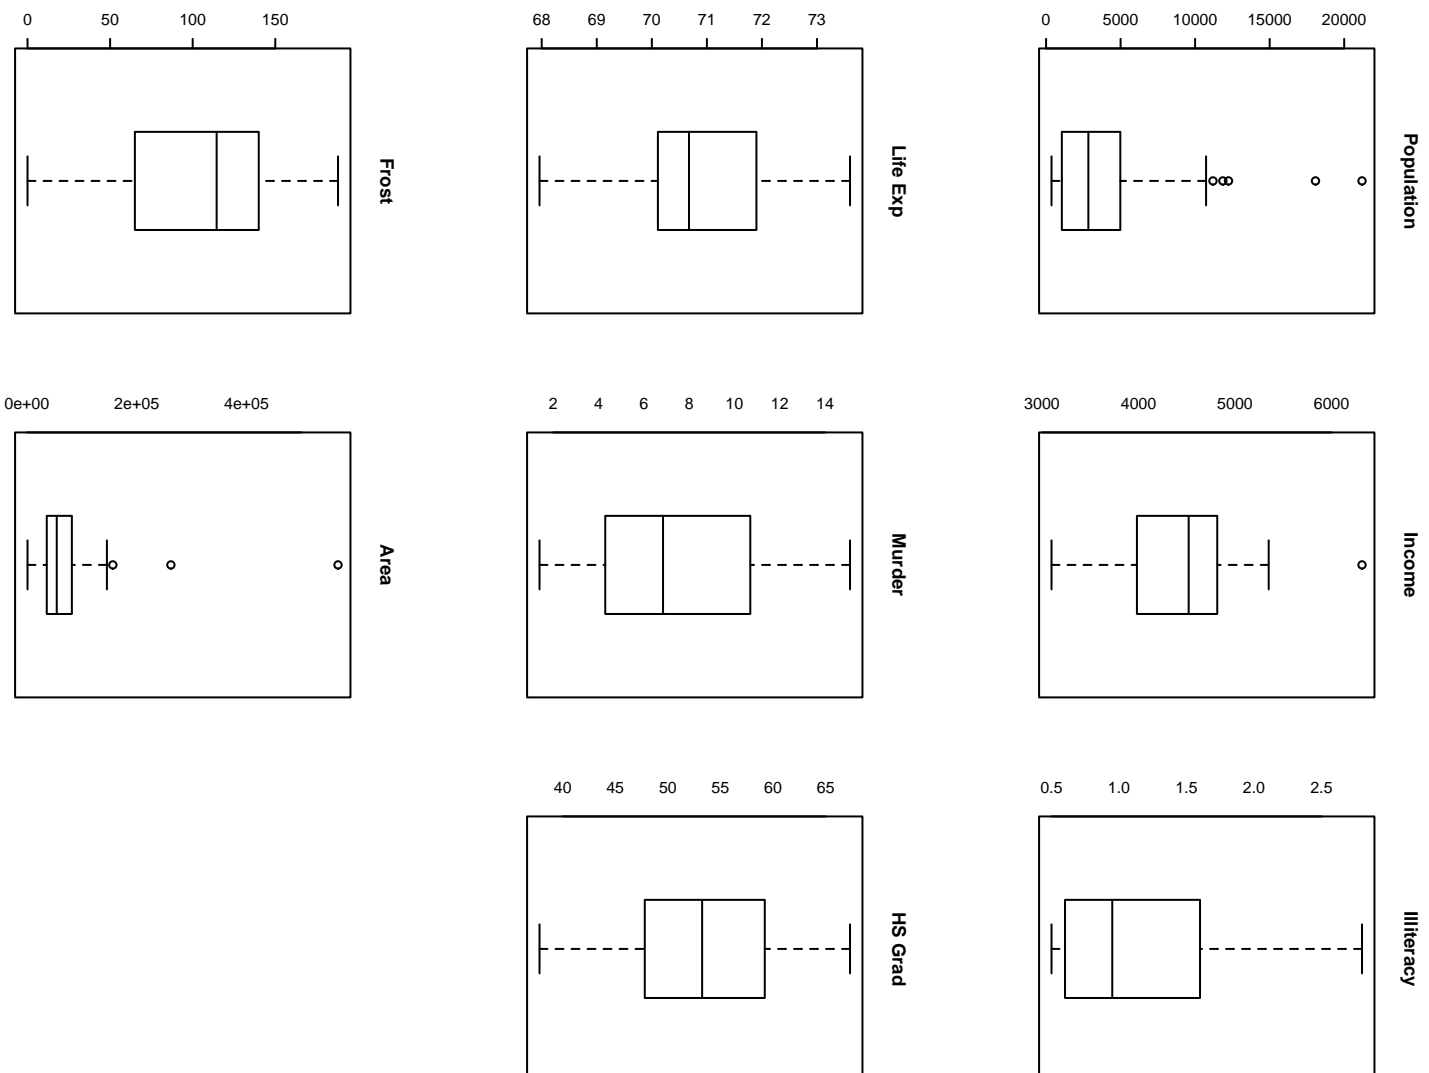 0 50 100 150
Frost
68 69 70 71 72 73
Life Exp
0 5000 10000 15000 20000
Population
0e+00 2e+05 4e+05
Area
2 4 6 8 10 12 14
Murder
3000 4000 5000 6000
Income
40 45 50 55 60 65
HS Grad
0.5 1.0 1.5 2.0 2.5
Illiteracy